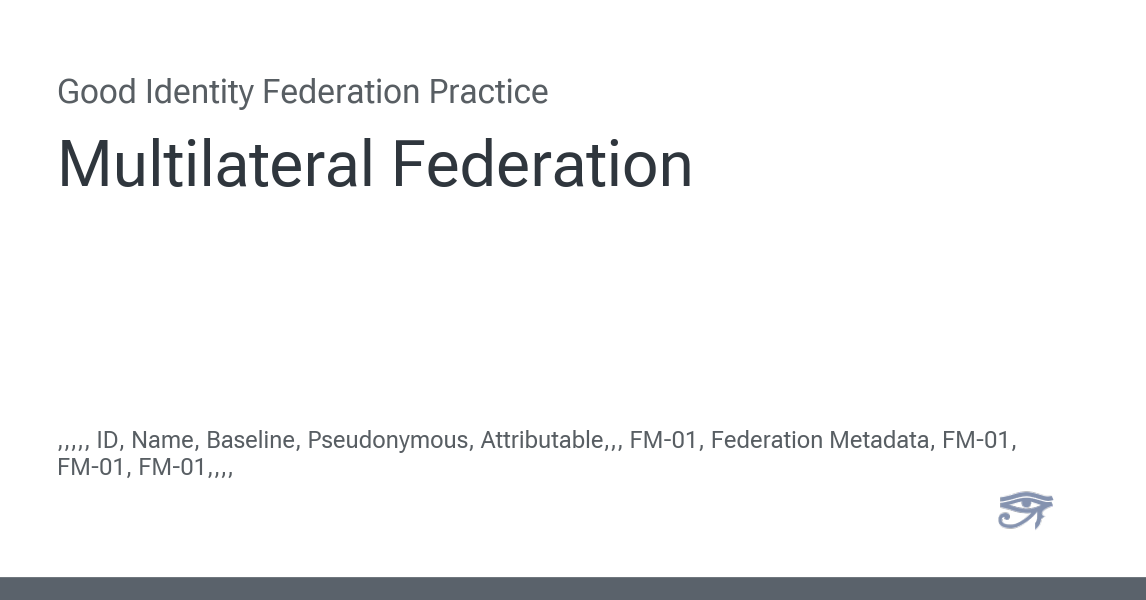 Good Identity Federation Practice
Multilateral Federation
,,,,, ID, Name, Baseline, Pseudonymous, Attributable,,, FM-01, Federation Metadata, FM-01,
FM-01, FM-01,,,,